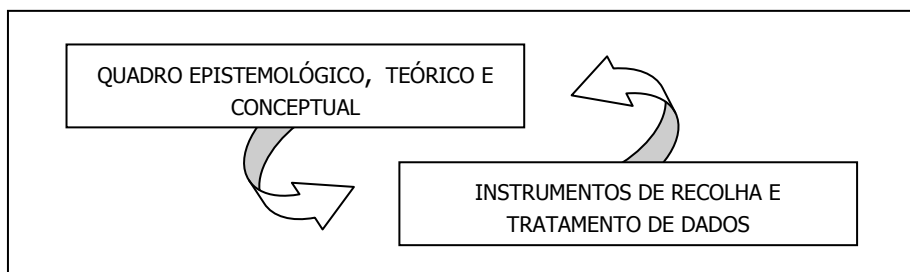 QUADRO EPISTEMOLÓGICO, TEÓRICO E
CONCEPTUAL
INSTRUMENTOS DE RECOLHA E
TRATAMENTO DE DADOS